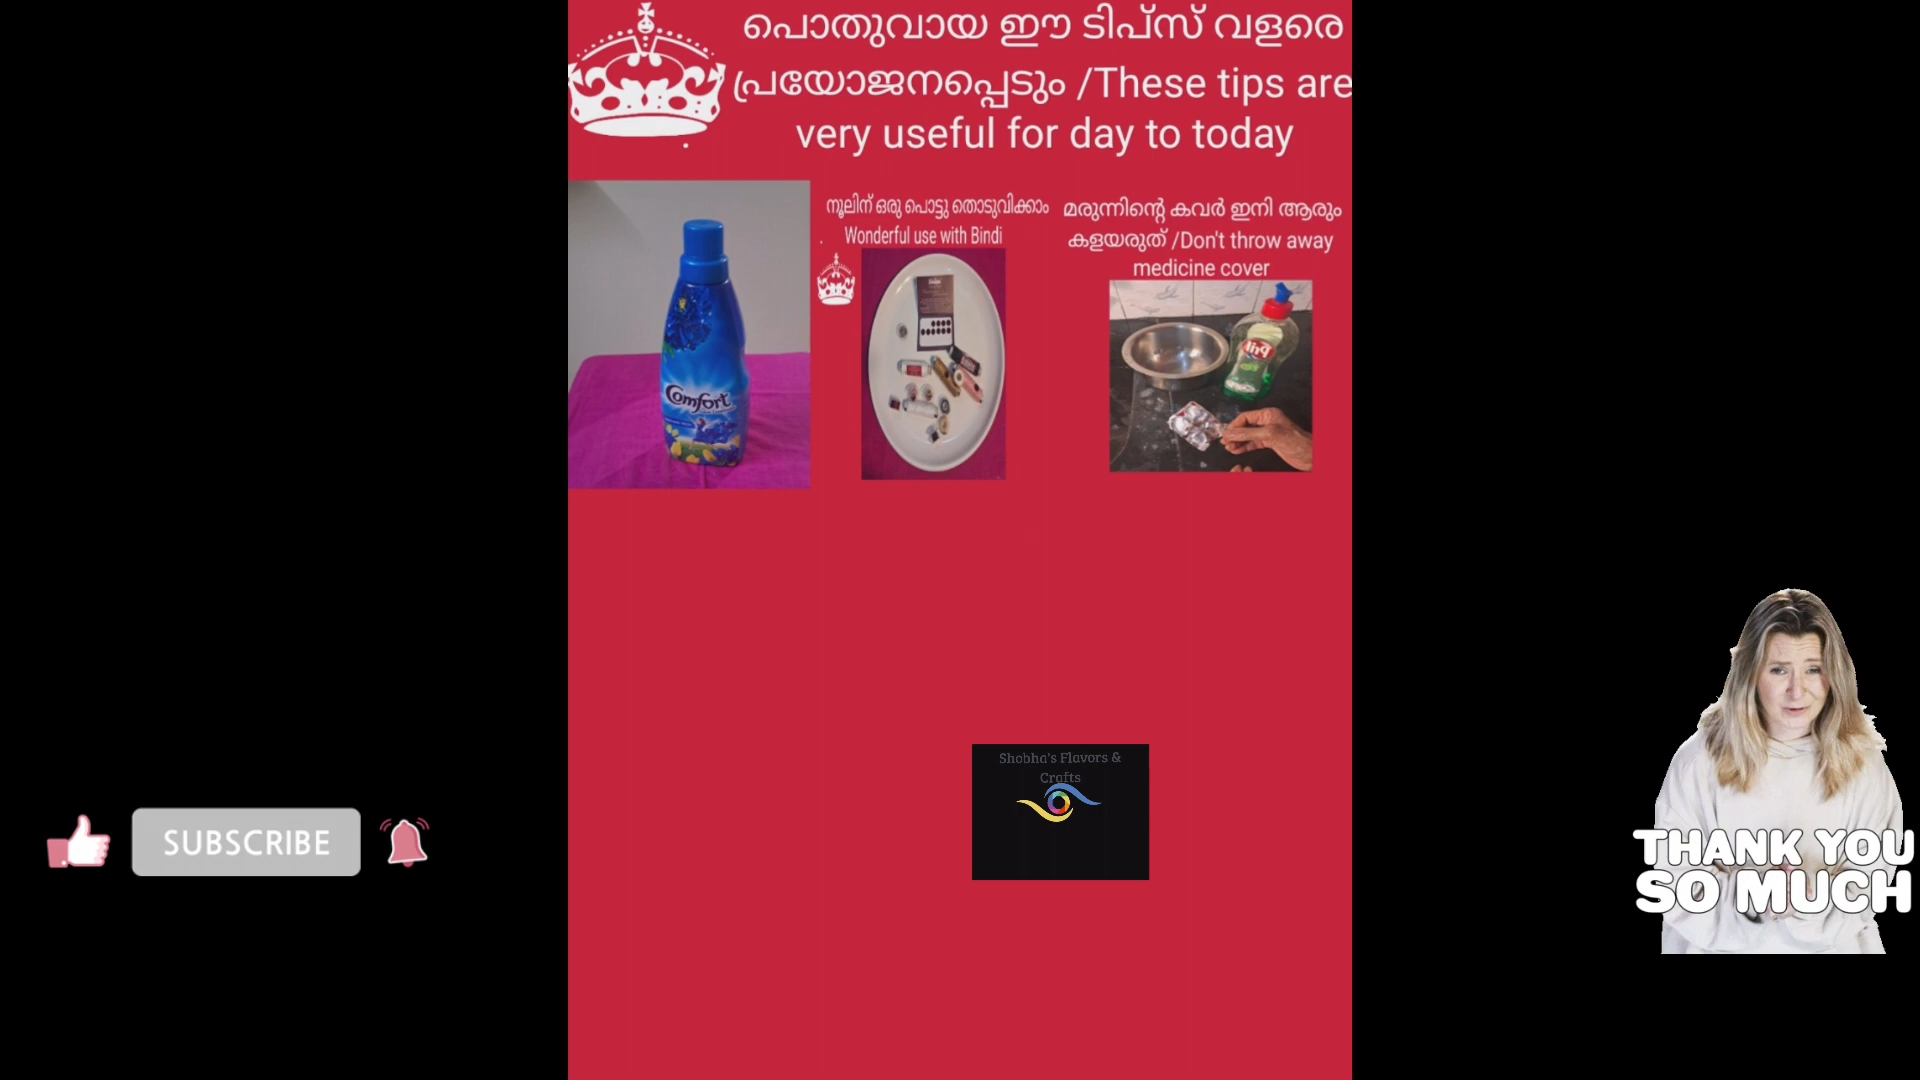 പൊതുവായ ഈ ടിപ്സ് വളരെ
പ്രയോജനപ്പെടും /These tips are
very useful for day to today
നൂലിന് ഒരു പൊട്ടു തൊടുവിക്കാം
Wonderful use with Bindi
മരുന്നിന്റെ കവർ ഇനി ആരും
കളയരുത് /Don't throw away
medicine cover
Comfort
Pril
Shobha's Flavors &
Crafts
SUBSCRIBE
THANK YOU
SO MUCH